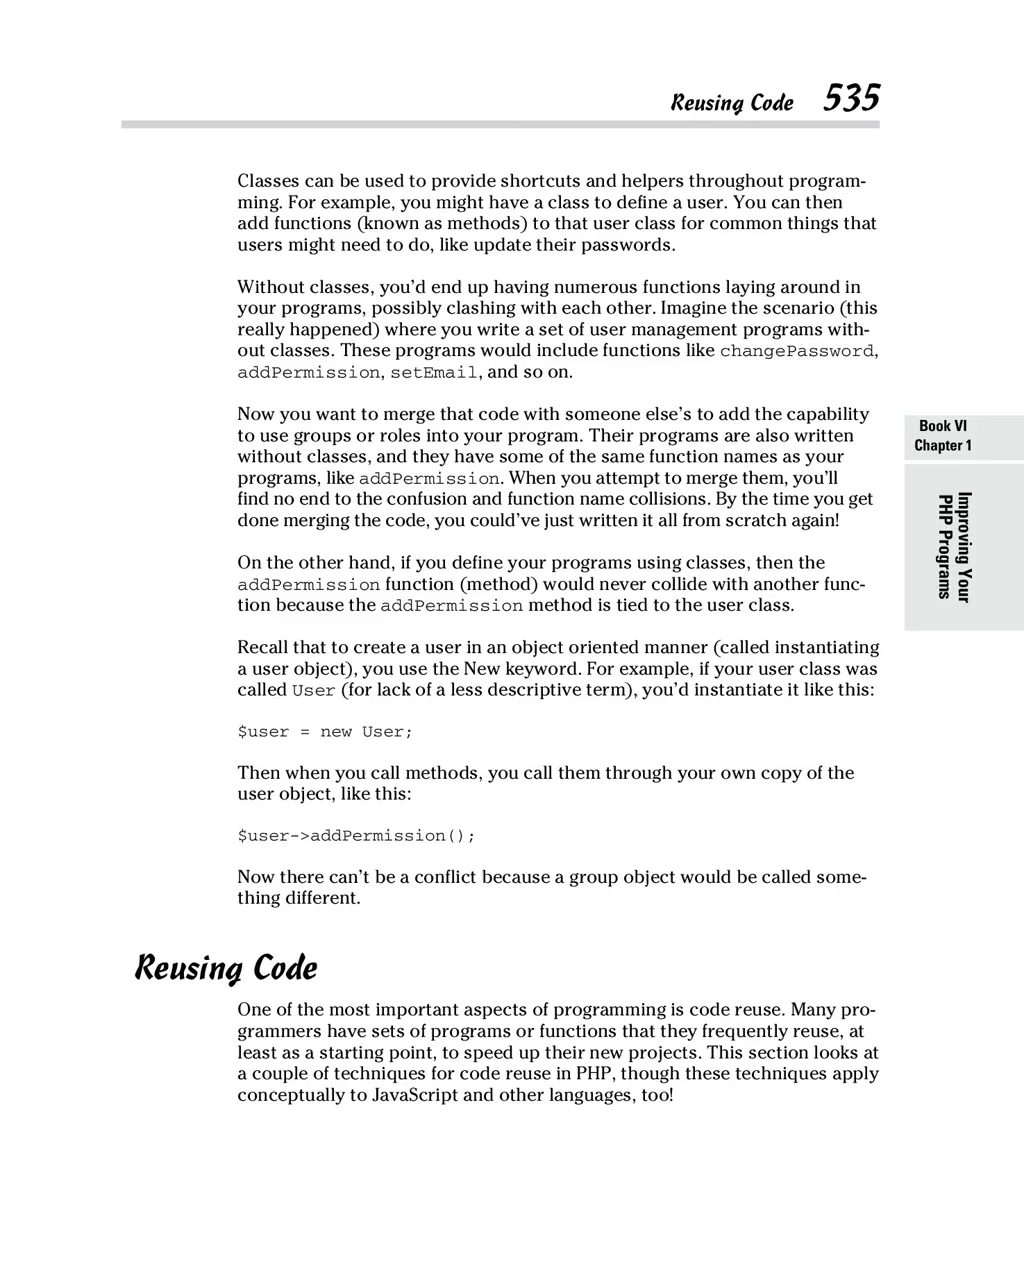 Reusing Code 535
Classes can be used to provide shortcuts and helpers throughout program-
ming. For example, you might have a class to define a user. You can then
add functions (known as methods) to that user class for common things that
users might need to do, like update their passwords.
Without classes, you’d end up having numerous functions laying around in
your programs, possibly clashing with each other. Imagine the scenario (this
really happened) where you write a set of user management programs with-
out classes. These programs would include functions like changePassword,
addPermission, setEmail, and so on.
Now you want to merge that code with someone else’s to add the capability
to use groups or roles into your program. Their programs are also written
without classes, and they have some of the same function names as your
programs, like addPermission. When you attempt to merge them, you’ll
find no end to the confusion and function name collisions. By the time you get
done merging the code, you could’ve just written it all from scratch again!
On the other hand, if you define your programs using classes, then the
addPermission function (method) would never collide with another func-
tion because the addPermission method is tied to the user class.
Recall that to create a user in an object oriented manner (called instantiating
a user object), you use the New keyword. For example, if your user class was
called User (for lack of a less descriptive term), you’d instantiate it like this:
$user = new User;
Then when you call methods, you call them through your own copy of the
user object, like this:
$user->addPermission();
Now there can’t be a conflict because a group object would be called some-
thing different.
Reusing Code
One of the most important aspects of programming is code reuse. Many pro-
grammers have sets of programs or functions that they frequently reuse, at
least as a starting point, to speed up their new projects. This section looks at
a couple of techniques for code reuse in PHP, though these techniques apply
conceptually to JavaScript and other languages, too!
Book VI
Chapter 1
Improving Your
PHP Programs